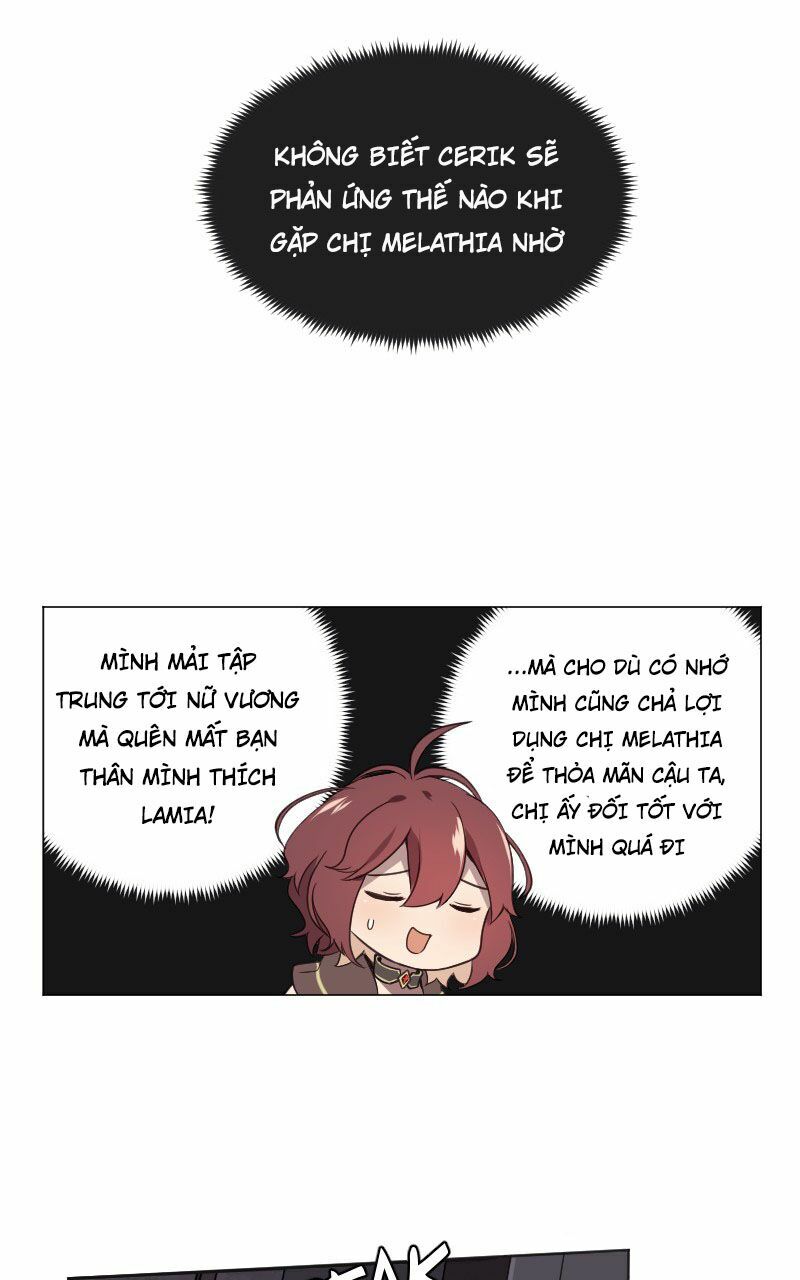 KHÔNG BIẾT CERIK SẼ
PHẢN ỨNG THẾ NÀO KHI
GẶP CHỊ MELATHIA NHỜ
MÌNH MẢI TẬP
TRUNG TỚI NỮ VƯƠNG
MÀ QUÊN MẤT BẠN
THÂN MÌNH THÍCH
LAMIA!
...MÀ CHO DÙ CÓ NHỚ
MÌNH CŨNG CHẢ LỢI
DỤNG CHỊ MELATHIA
ĐỂ THỎA MÃN CẬU TA,
CHỊ ẤY ĐỐI TỐT VỚI
MÌNH QUÁ ĐI